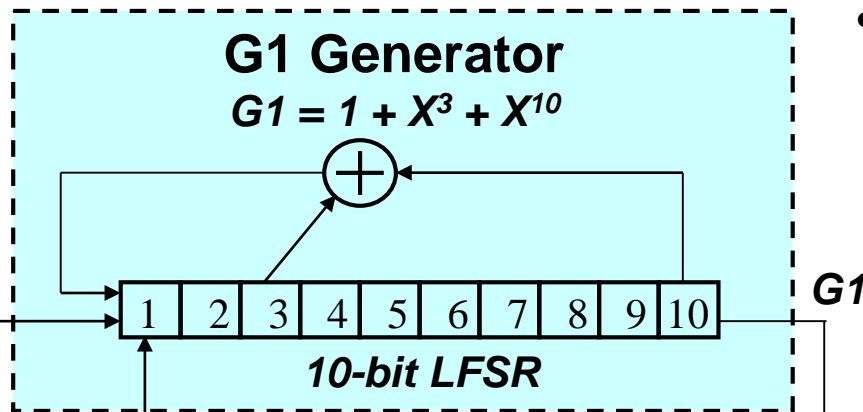 G1 Generator
G1 = 1 + X³ + X¹⁰
1 2 3 4 5 6 7 8 9 10
G1
10-bit LFSR